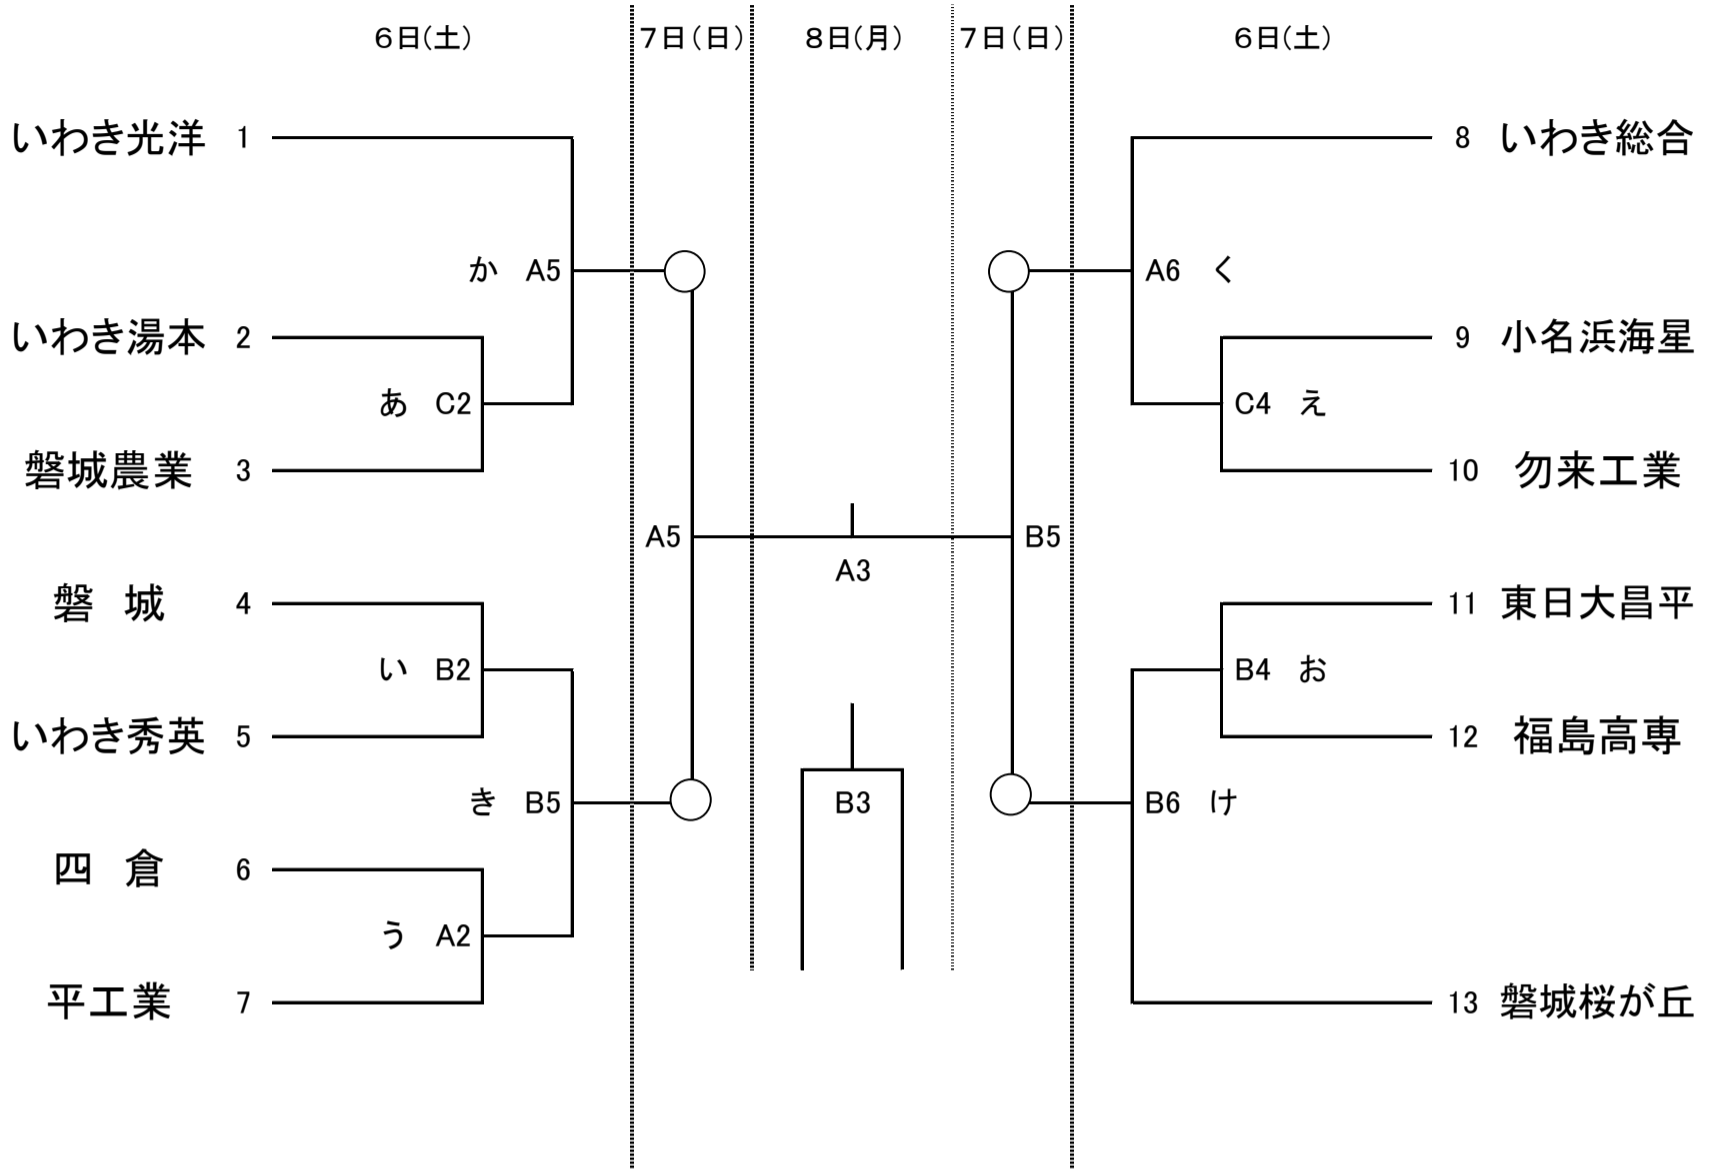 ６日（土） ７日（日） ８日（月） ７日（日） ６日（土）
いわき光洋 1
8 いわき総合
か A5
A6 く
いわき湯本 2
9 小名浜海星
あ C2
C4 え
磐城農業 3
10 勿来工業
A5
B5
A3
磐 城 4
11 東日大昌平
い B2
B4 お
いわき秀英 5
12 福島高専
き B5
B3
B6 け
四 倉 6
う A2
平工業 7
13 磐城桜が丘